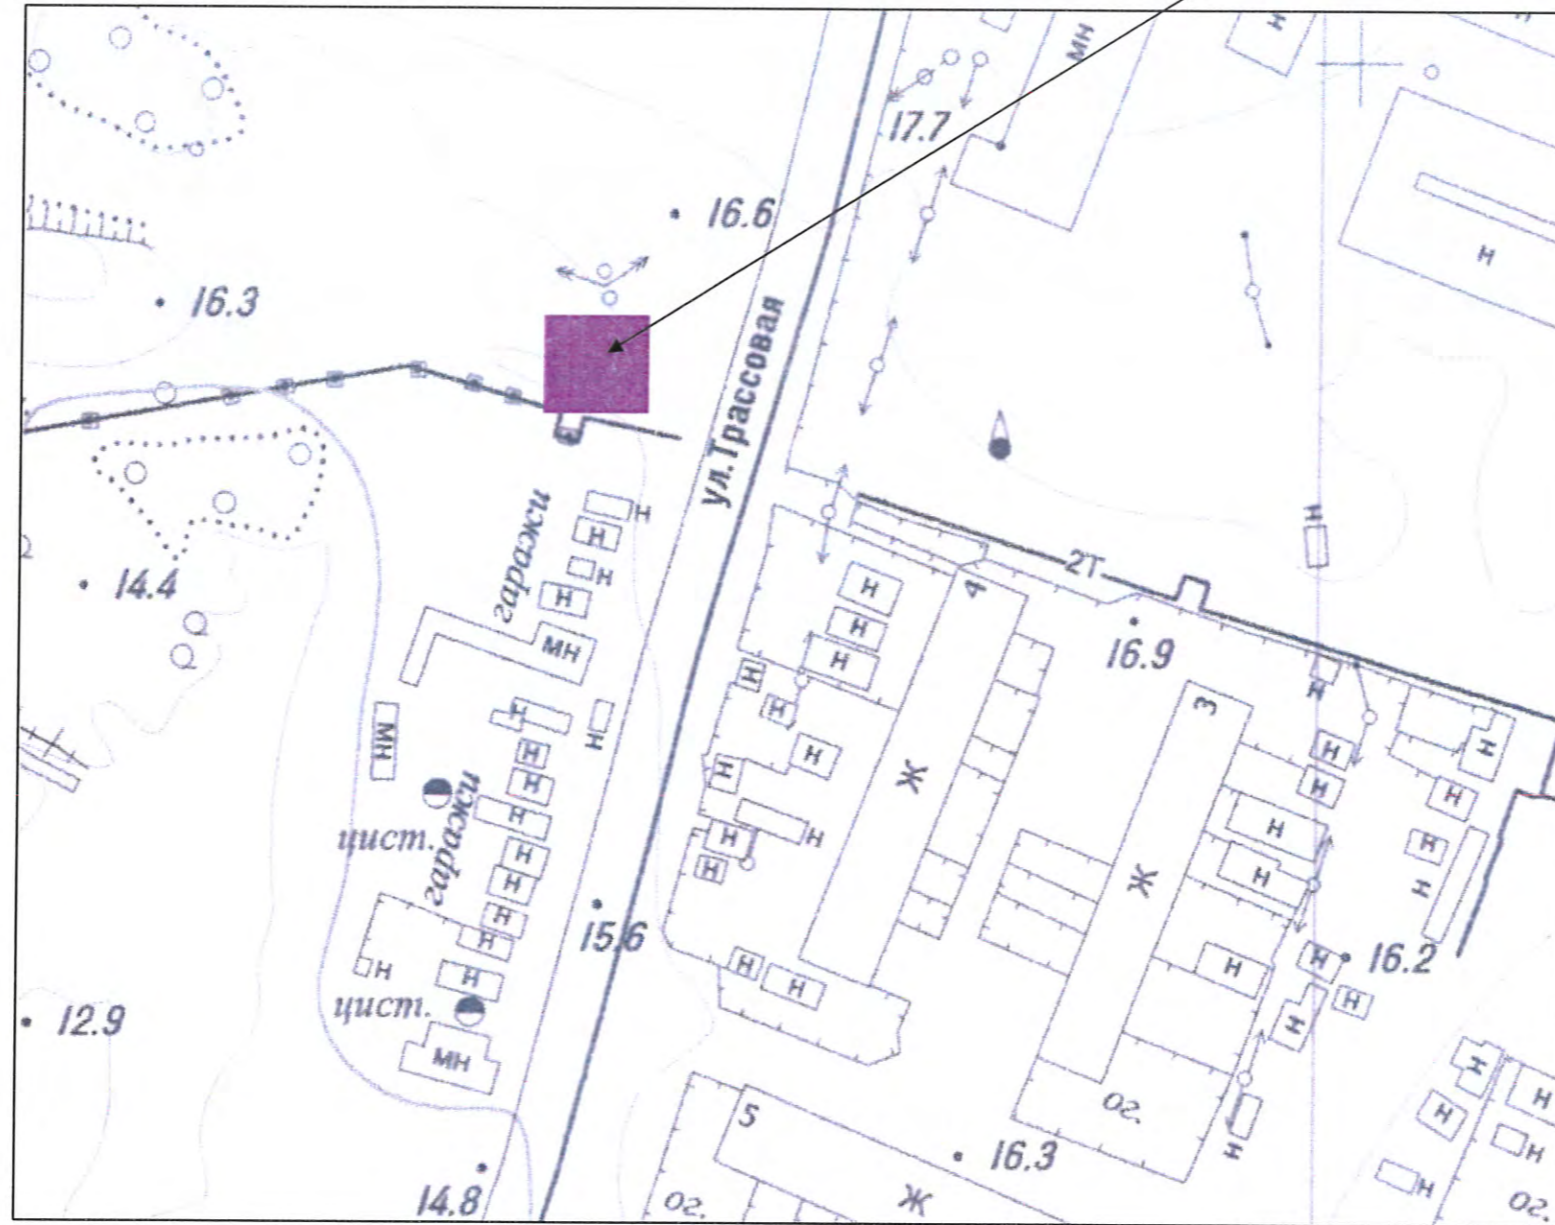 Н
Н
МН
17.7
16.6
Н
16.3
ул.Трассовая
гаражи
Н
Н
Н
Н
Н
2Т
14.4
Н
4
Н
Н
16.9
МН
Н
Н
Н
3
Н
Н
Н
МН
Н
Н
Н
Н
Н
Н
Ж
Н
Н
Н
цист.
гаражи
Н
Н
Н
Н
Н
Н
Н
Н
Ж
Н
Н
Н
15.6
Н
Н
Н
Н
16.2
Н
Н
Н
Н
Н
цист.
12.9
Н
МН
Н
Н
ог.
Н
5
Н
16.3
Н
Н
14.8
ог.
Ж
Н
ог.